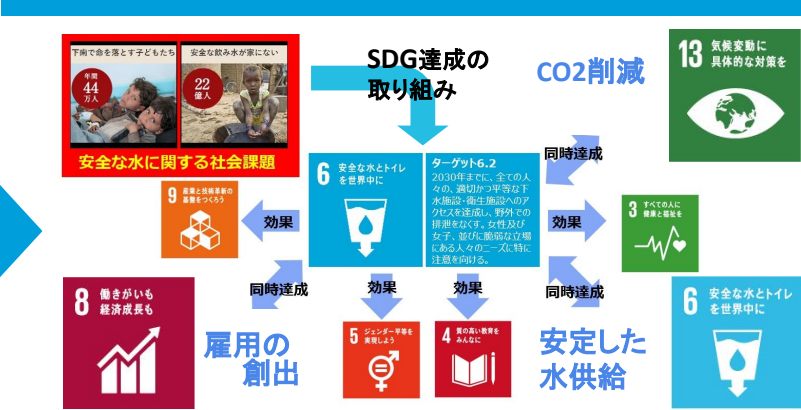 下痢で命を落とす子どもたち
年間
44
万人
安全な飲み水が家にない
22
億人
安全な水に関する社会課題
SDG達成の
取り組み
CO2削減
13 気候変動に
具体的な対策を
同時達成
6 安全な水とトイレ
を世界中に
ターゲット6.2
2030年までに、全ての人
々の、適切かつ平等な下
水施設・衛生施設へのア
クセスを達成し、野外での
排泄をなくす。女性及び
女子、並びに脆弱な立場
にある人々のニーズに特に
注意を向ける。
9 産業と技術革新の
基盤をつくろう
効果
効果
3 すべての人に
健康と福祉を
同時達成
効果
効果
同時達成
8 働きがいも
経済成長も
雇用の
創出
5 ジェンダー平等を
実現しよう
4 質の高い教育を
みんなに
安定した
水供給
6 安全な水とトイレ
を世界中に